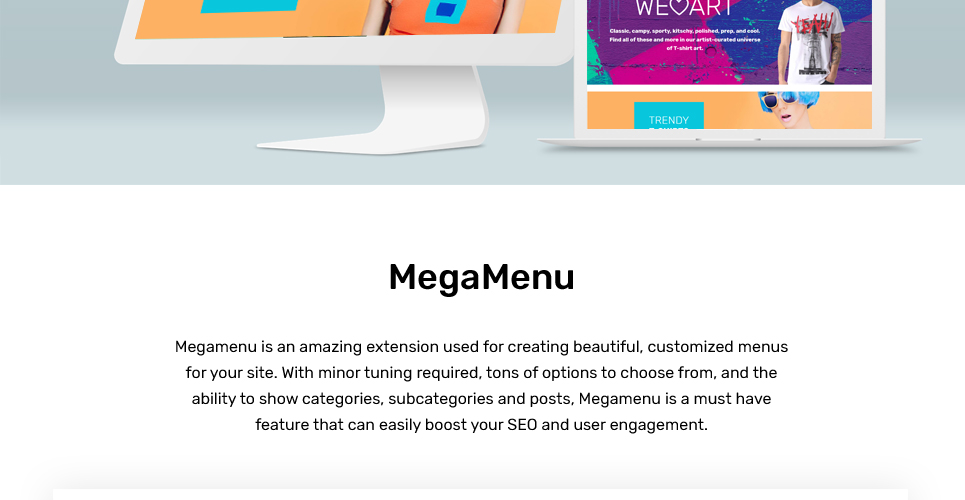 WE♡ART
Classic, campy, sporty, kitschy, polished, prep, and cool.
Find all of these and more in our artist-curated universe
of T-shirt art.
TRENDY
MegaMenu
Megamenu is an amazing extension used for creating beautiful, customized menus
for your site. With minor tuning required, tons of options to choose from, and the
ability to show categories, subcategories and posts, Megamenu is a must have
feature that can easily boost your SEO and user engagement.